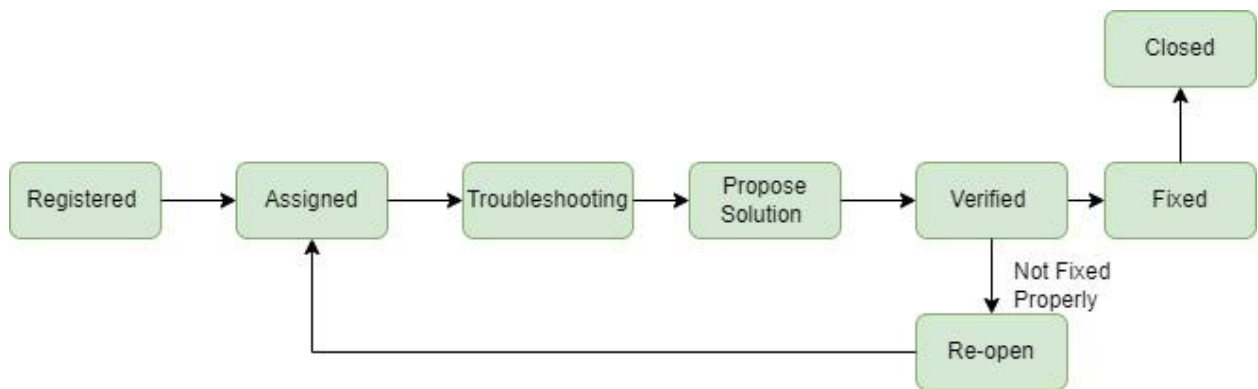 Closed
Registered
Assigned
Troubleshooting
Propose
Solution
Verified
Fixed
Not Fixed
Properly
Re-open